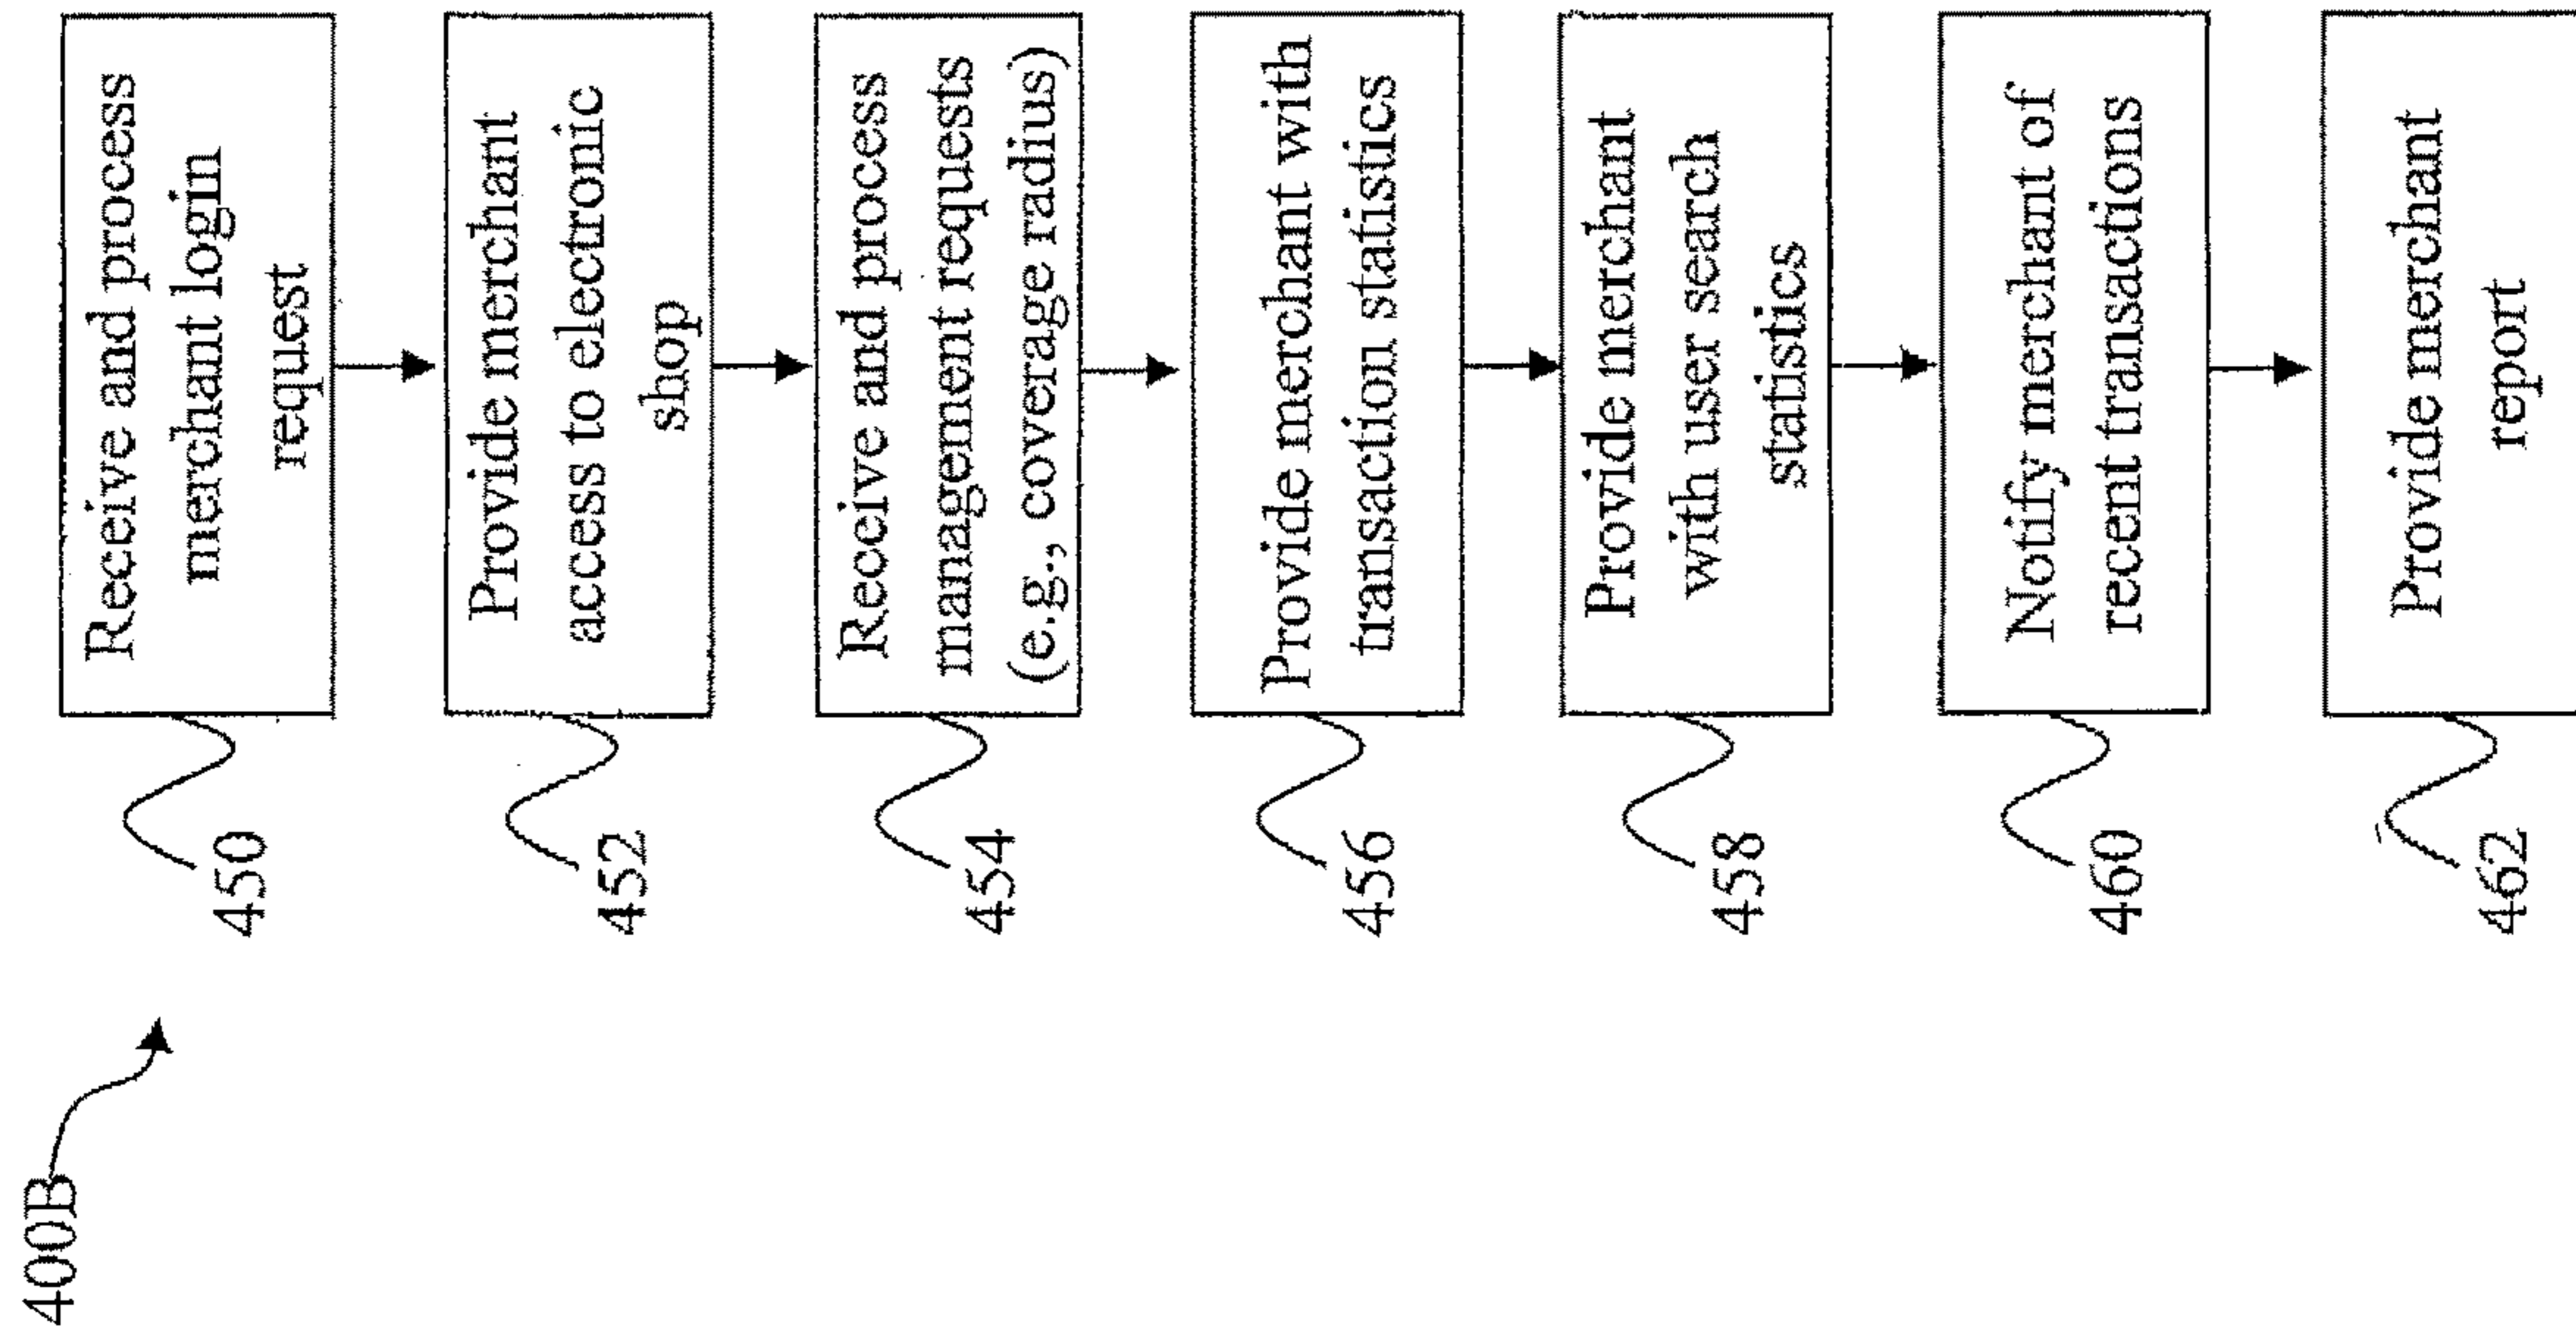 400B
450
Receive and process
merchant login
request
452
Provide merchant
access to electronic
shop
454
Receive and process
management requests
(e.g., coverage radius)
456
Provide merchant with
transaction statistics
458
Provide merchant
with user search
statistics
460
Notify merchant of
recent transactions
462
Provide merchant
report